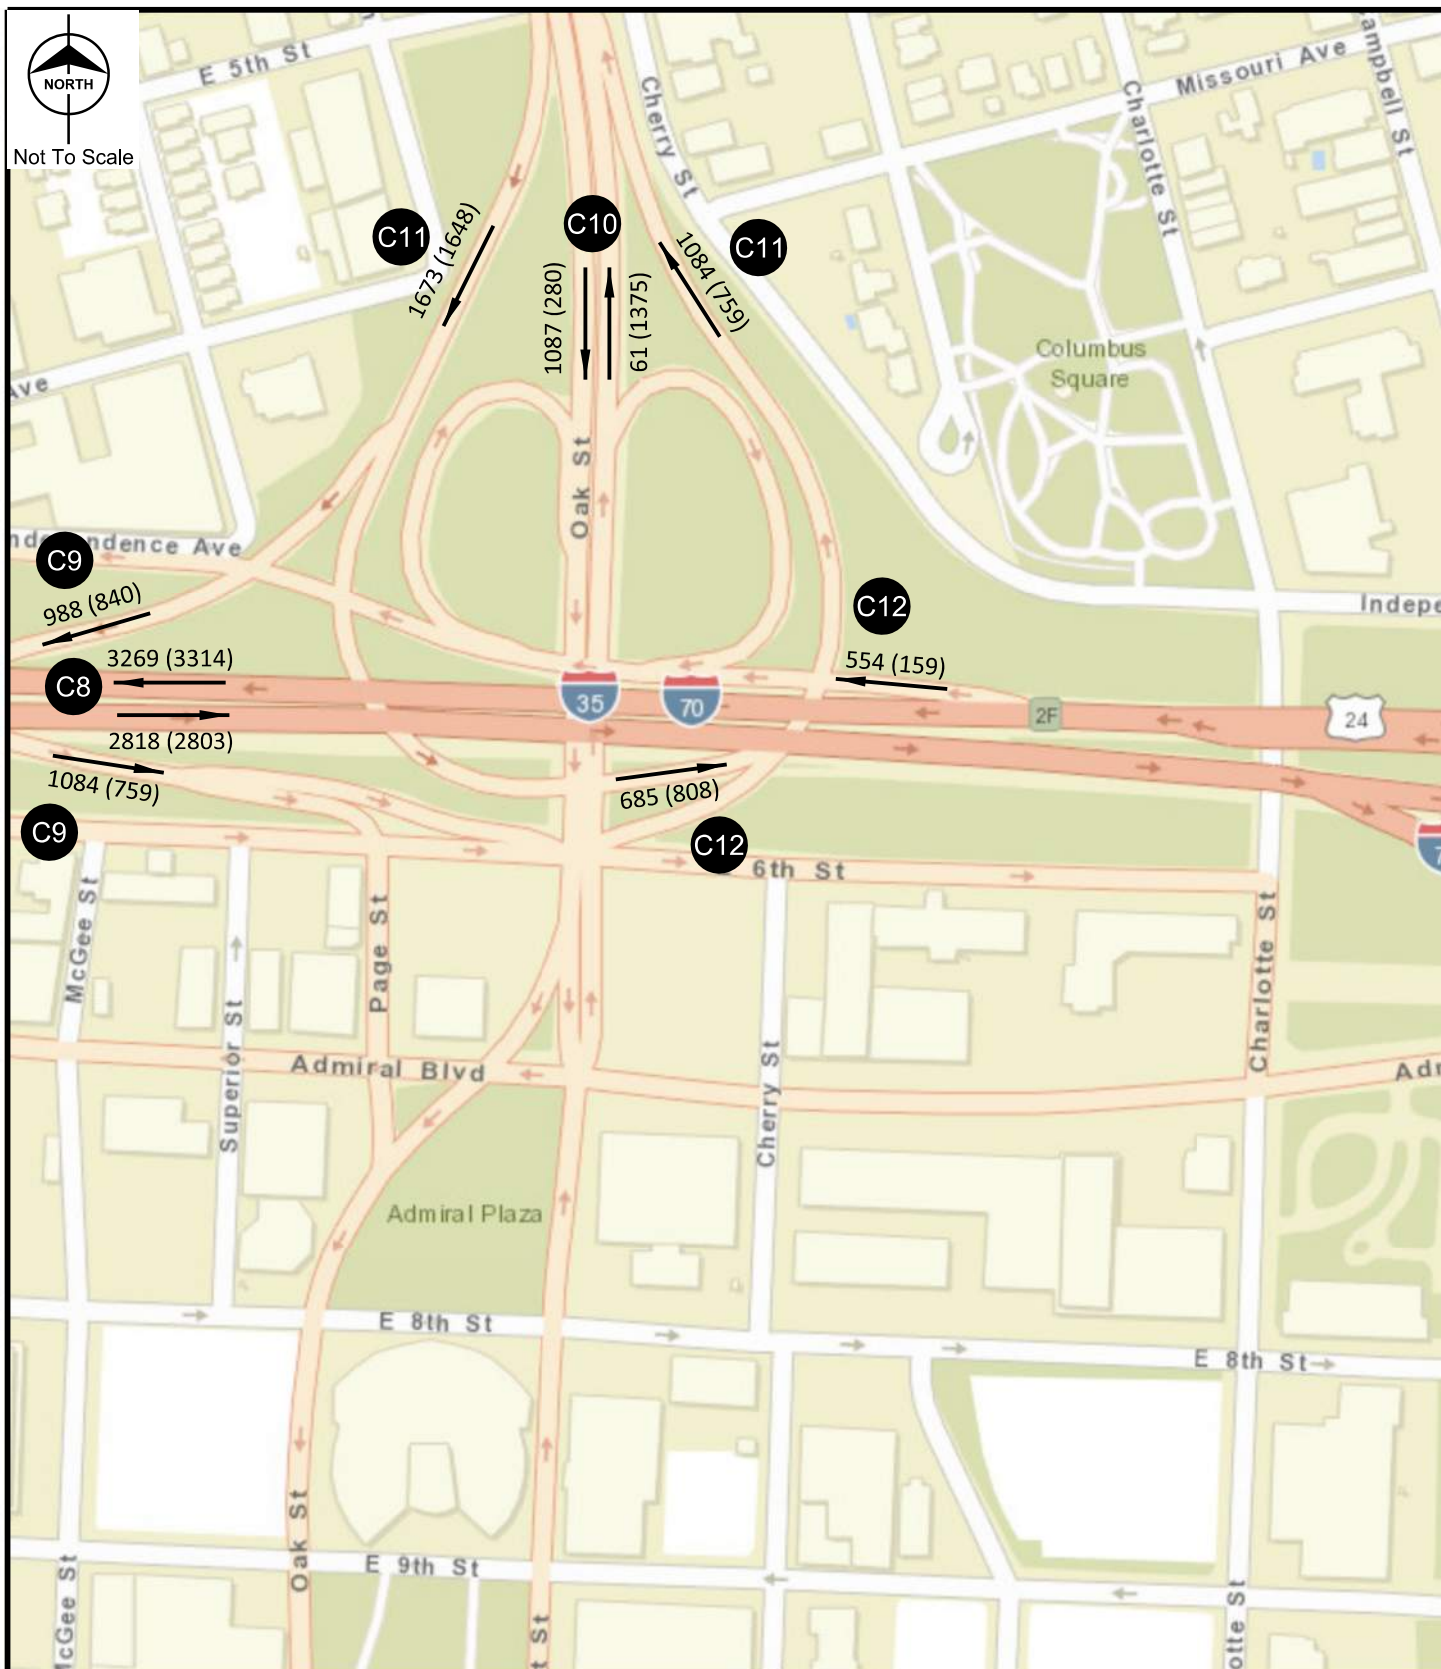 E 5th St
NORTH
Not To Scale
Cherry St
Missouri Ave
Charlotte St
ampbell St
C11
1673 (1648)
C10
1087 (280)
61 (1375)
1084 (759)
C11
Columbus
Square
Ave
Oak St
ndependence Ave
C9
988 (840)
C12
Indepe
3269 (3314)
554 (159)
C8
35
70
2F
24
2818 (2803)
1084 (759)
685 (808)
C9
C12
7
6th St
McGee St
Page St
Superior St
Charlotte St
Admiral Blvd
Cherry St
Adm
Admiral Plaza
E 8th St
E 8th St
Oak St
E 9th St
McGee St
t St
otte St